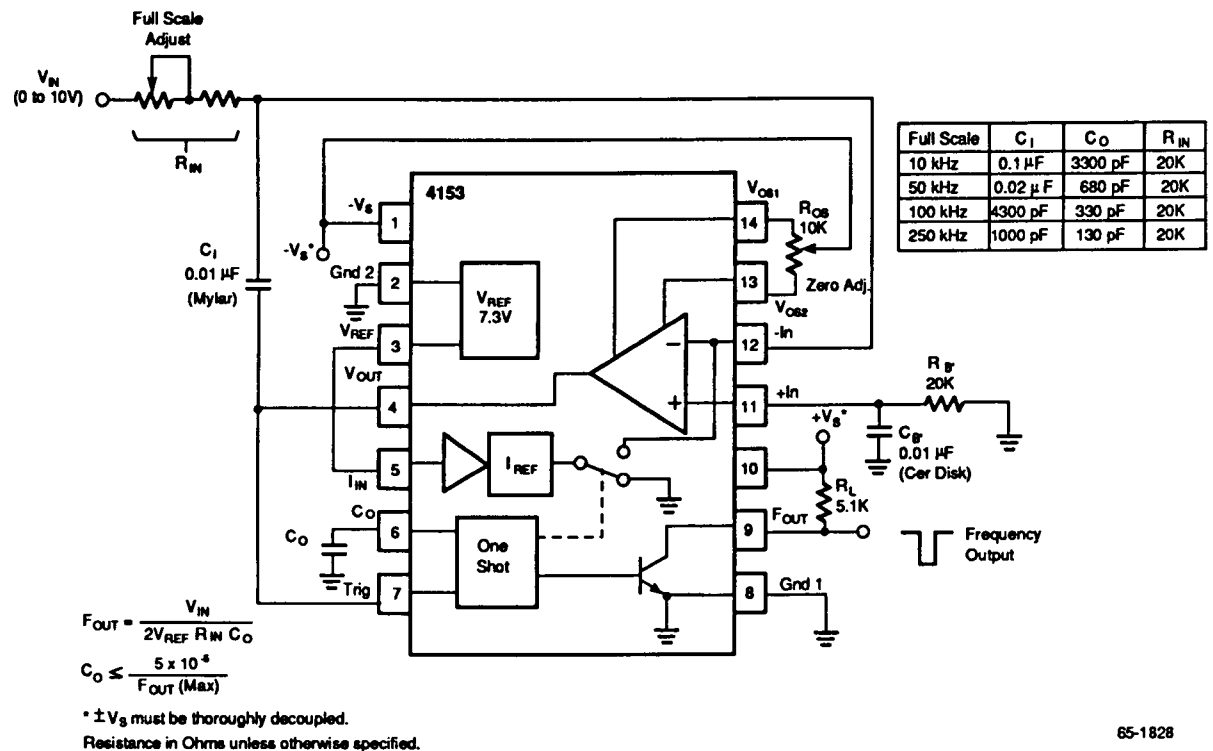 Full Scale
Adjust
V_IN
(0 to 10V)
R_IN
Full Scale C_I C_O R_IN
10 kHz 0.1 µF 3300 pF 20K
50 kHz 0.02 µF 680 pF 20K
100 kHz 4300 pF 330 pF 20K
250 kHz 1000 pF 130 pF 20K
4153
-V_S
1
-V_S*
V_OS1
14
R_OS
10K
C_I
0.01 µF
(Mylar)
Gnd 2
2
V_REF
7.3V
13
Zero Adj.
V_OS2
V_REF
3
-In
12
V_OUT
4
+In
11
R_B'
20K
C_B'
0.01 µF
(Cer Disk)
+V_S*
I_IN
5
I_REF
10
R_L
5.1K
C_O
6
C_O
One
Shot
F_OUT
9
Frequency
Output
Trig
7
Gnd 1
8
F_OUT = V_IN / 2V_REF R_IN C_O
C_O ≤ 5 x 10^-5 / F_OUT (Max)
* ±V_S must be thoroughly decoupled.
Resistance in Ohms unless otherwise specified.
65-1828